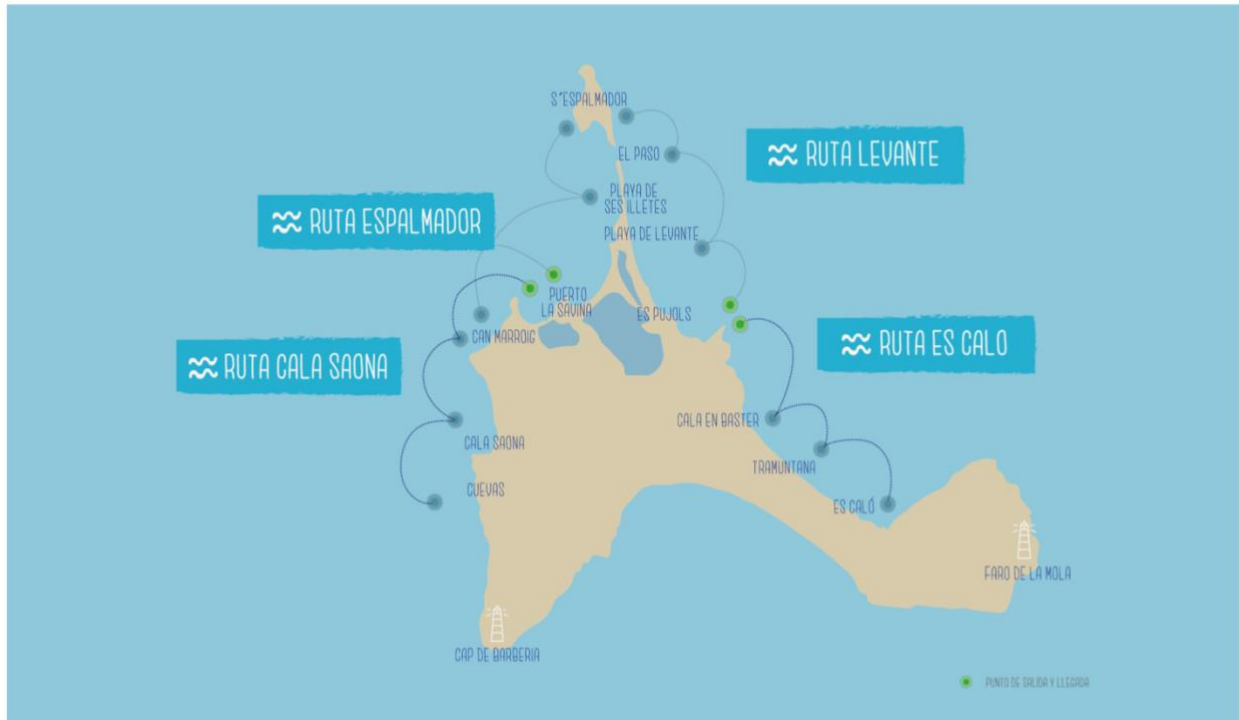 S'ESPALMADOR
EL PASO
RUTA LEVANTE
PLAYA DE
SES ILLETES
RUTA ESPALMADOR
PLAYA DE LEVANTE
PUERTO
LA SAVINA
ES PUJOLS
CAN MARROIG
RUTA ES CALO
RUTA CALA SAONA
CALA EN BASTER
CALA SAONA
TRAMUNTANA
CUEVAS
ES CALÓ
FARO DE LA MOLA
CAP DE BARBERIA
PUNTO DE SALIDA Y LLEGADA